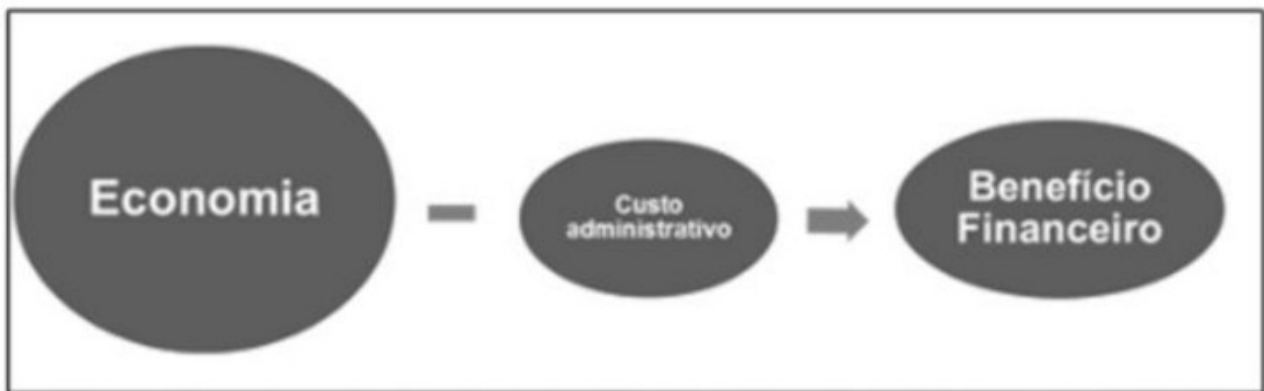 Economia
Custo
administrativo
Benefício
Financeiro